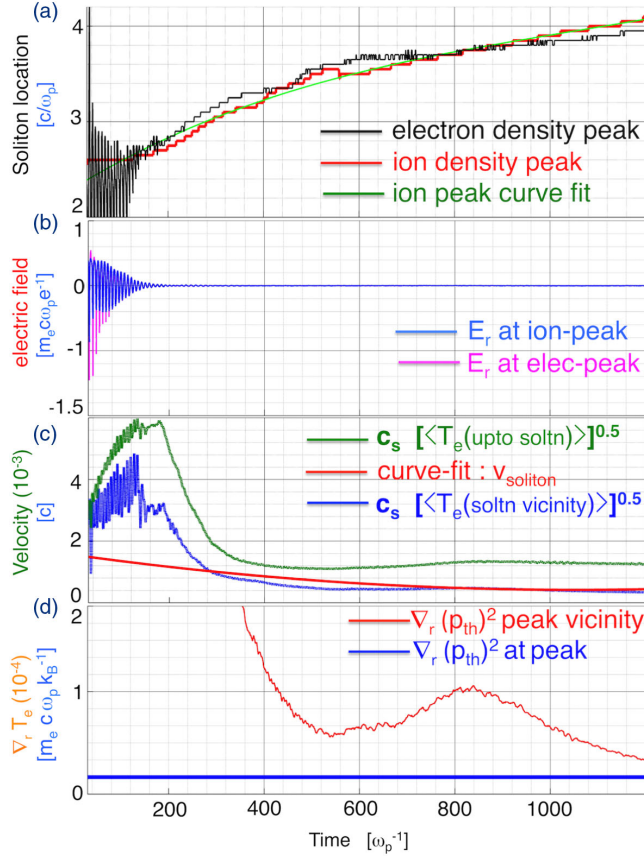 (a)
4
3
2
Soliton location
[c/ωp]
electron density peak
ion density peak
ion peak curve fit
(b)
1
0
-1
-1.5
electric field
[mₑcωₚe⁻¹]
Eᵣ at ion-peak
Eᵣ at elec-peak
(c)
4
2
0
Velocity (10⁻³)
[c]
cₛ [<Tₑ(upto soltn)>]⁰·⁵
curve-fit : v_soliton
cₛ [<Tₑ(soltn vicinity)>]⁰·⁵
(d)
2
1
0
∇ᵣ Tₑ (10⁻⁴)
[mₑ c ωₚ k_B⁻¹]
∇ᵣ (pₜₕ)² peak vicinity
∇ᵣ (pₜₕ)² at peak
200 400 600 800 1000
Time [ωₚ⁻¹]